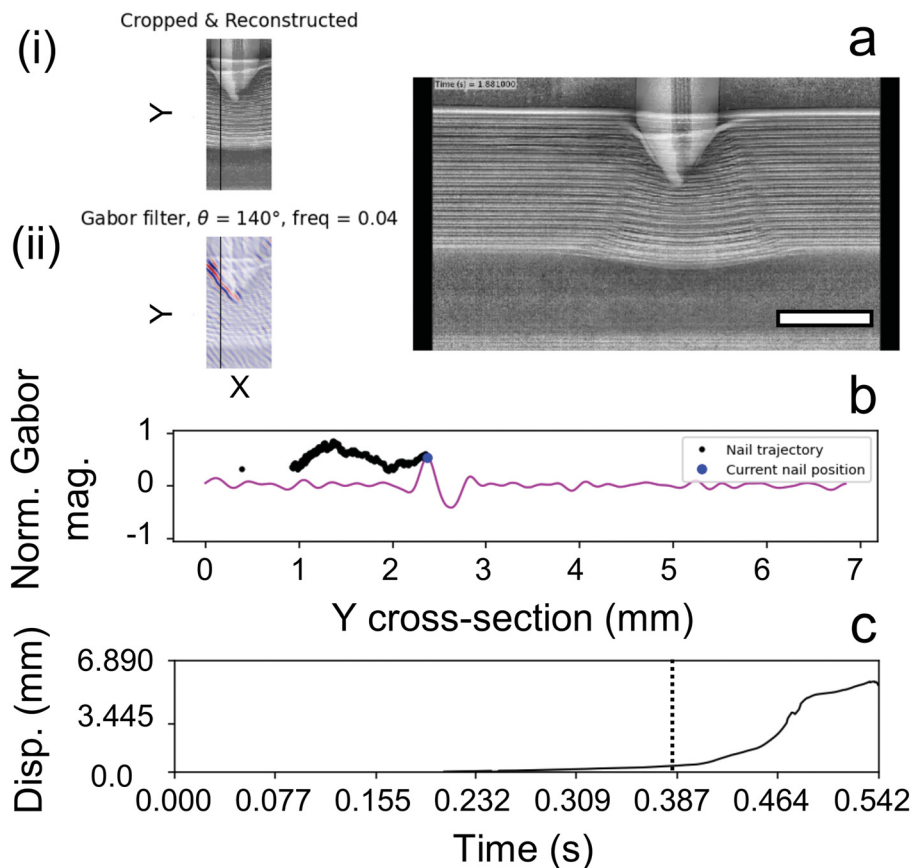 (i)
Cropped & Reconstructed
Y
a
Time (s) = 1.881000
(ii)
Gabor filter, θ = 140°, freq = 0.04
Y
X
b
Norm. Gabor
mag.
1
0
-1
Nail trajectory
Current nail position
0 1 2 3 4 5 6 7
Y cross-section (mm)
c
Disp. (mm)
6.890
3.445
0.0
0.000 0.077 0.155 0.232 0.309 0.387 0.464 0.542
Time (s)